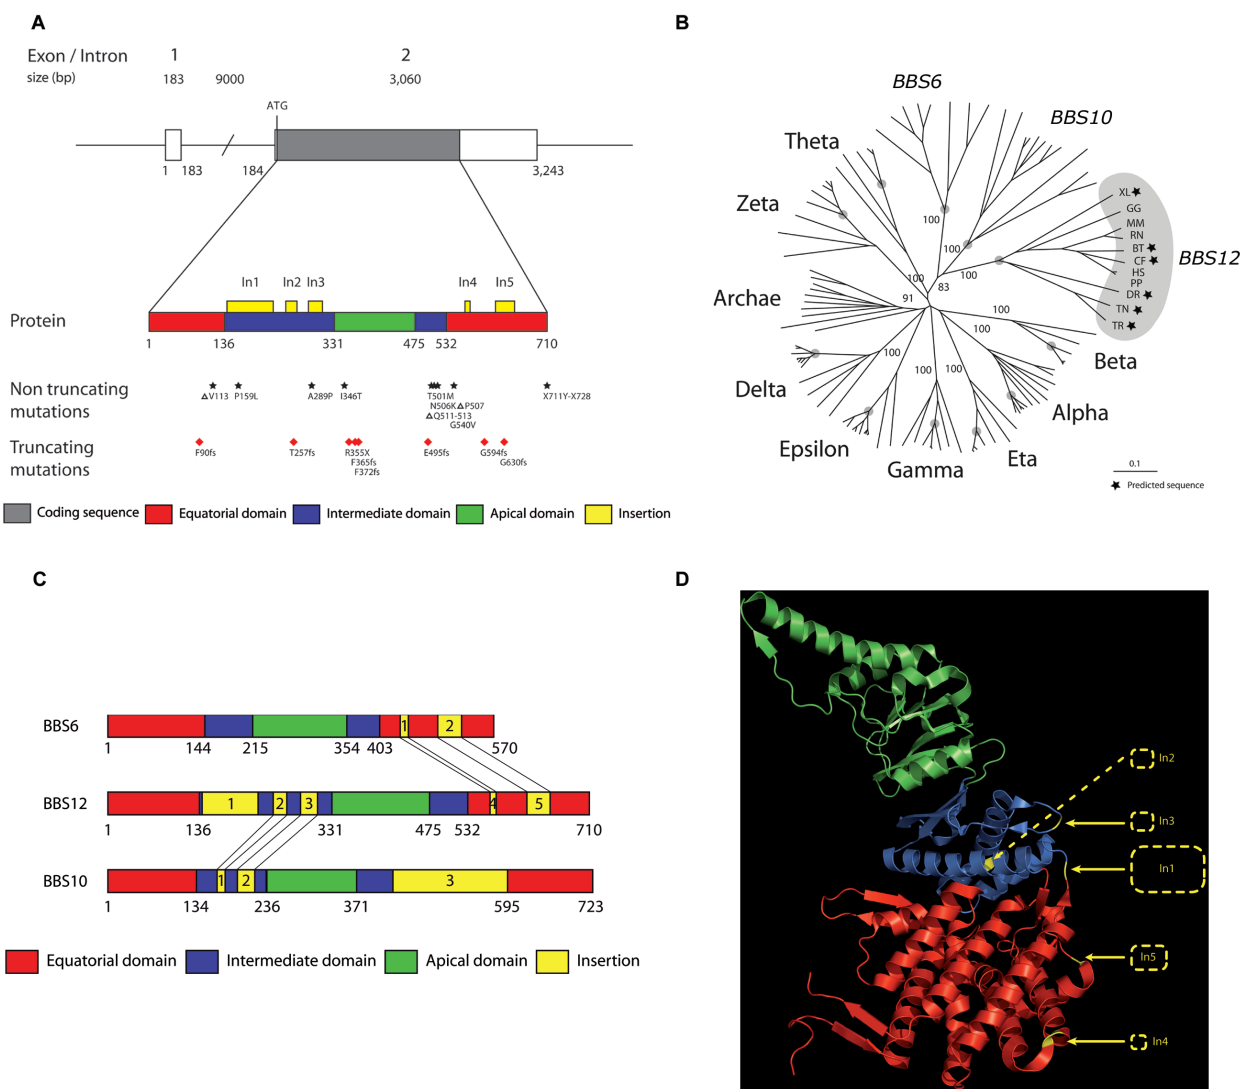 A
Exon / Intron 1 2
size (bp) 183 9000 3,060
ATG
1 183 184 3,243
In1 In2 In3 In4 In5
Protein
1 136 331 475 532 710
Non truncating
mutations
△V113 P159L A289P I346T T501M X711Y-X728
N506K △P507
△Q511-513
G540V
Truncating
mutations
F90fs T257fs R355X E495fs G594fs
F365fs G630fs
F372fs
Coding sequence Equatorial domain Intermediate domain Apical domain Insertion
B
BBS6
BBS10
Theta
Zeta
Archae
Delta
Epsilon
Gamma
Eta
Alpha
Beta
BBS12
XL
GG
MM
RN
BT
CF
HS
PP
DR
TN
TR
100
100
100
100
83
91
100
100
100
100
100
0.1
Predicted sequence
C
BBS6 1 2
1 144 215 354 403 570
BBS12 1 2 3 4 5
1 136 331 475 532 710
BBS10 1 2 3
1 134 236 371 595 723
Equatorial domain Intermediate domain Apical domain Insertion
D
In2
In3
In1
In5
In4